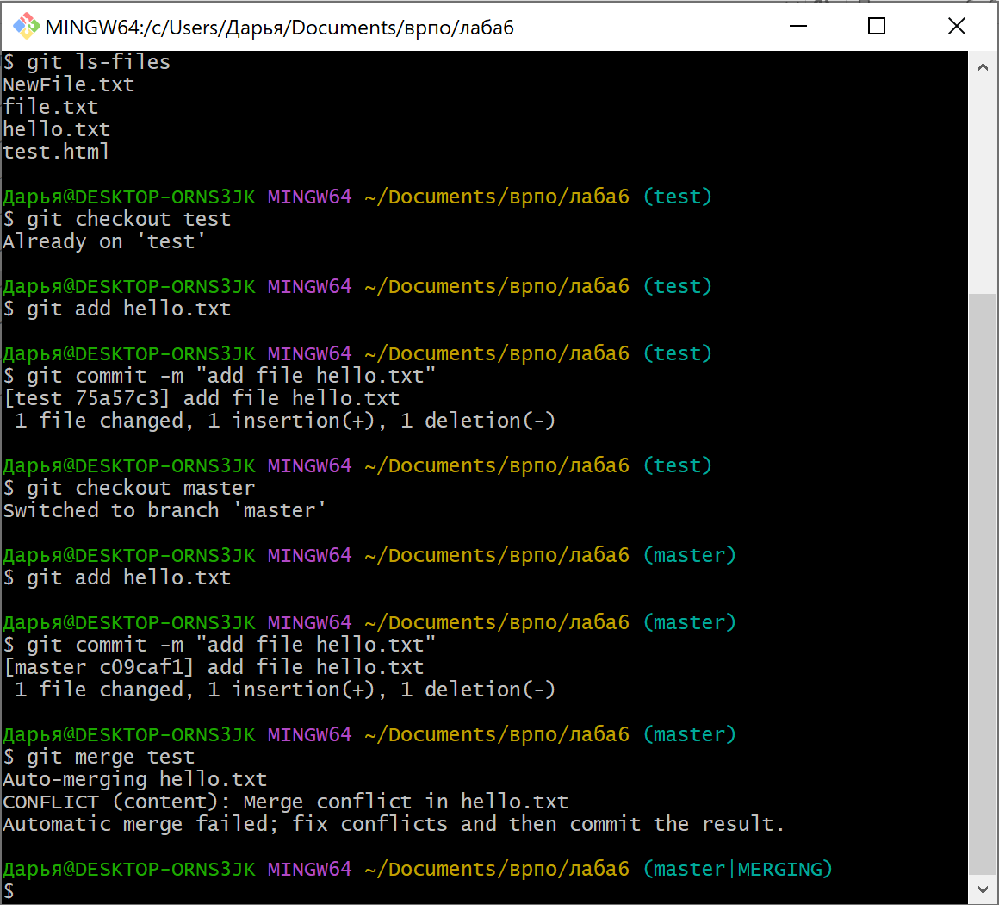 MINGW64:/c/Users/Дарья/Documents/врпо/лаба6
$ git ls-files
NewFile.txt
file.txt
hello.txt
test.html
Дарья@DESKTOP-ORNS3JK MINGW64 ~/Documents/врпо/лаба6 (test)
$ git checkout test
Already on 'test'
Дарья@DESKTOP-ORNS3JK MINGW64 ~/Documents/врпо/лаба6 (test)
$ git add hello.txt
Дарья@DESKTOP-ORNS3JK MINGW64 ~/Documents/врпо/лаба6 (test)
$ git commit -m "add file hello.txt"
[test 75a57c3] add file hello.txt
 1 file changed, 1 insertion(+), 1 deletion(-)
Дарья@DESKTOP-ORNS3JK MINGW64 ~/Documents/врпо/лаба6 (test)
$ git checkout master
Switched to branch 'master'
Дарья@DESKTOP-ORNS3JK MINGW64 ~/Documents/врпо/лаба6 (master)
$ git add hello.txt
Дарья@DESKTOP-ORNS3JK MINGW64 ~/Documents/врпо/лаба6 (master)
$ git commit -m "add file hello.txt"
[master c09caf1] add file hello.txt
 1 file changed, 1 insertion(+), 1 deletion(-)
Дарья@DESKTOP-ORNS3JK MINGW64 ~/Documents/врпо/лаба6 (master)
$ git merge test
Auto-merging hello.txt
CONFLICT (content): Merge conflict in hello.txt
Automatic merge failed; fix conflicts and then commit the result.
Дарья@DESKTOP-ORNS3JK MINGW64 ~/Documents/врпо/лаба6 (master|MERGING)
$